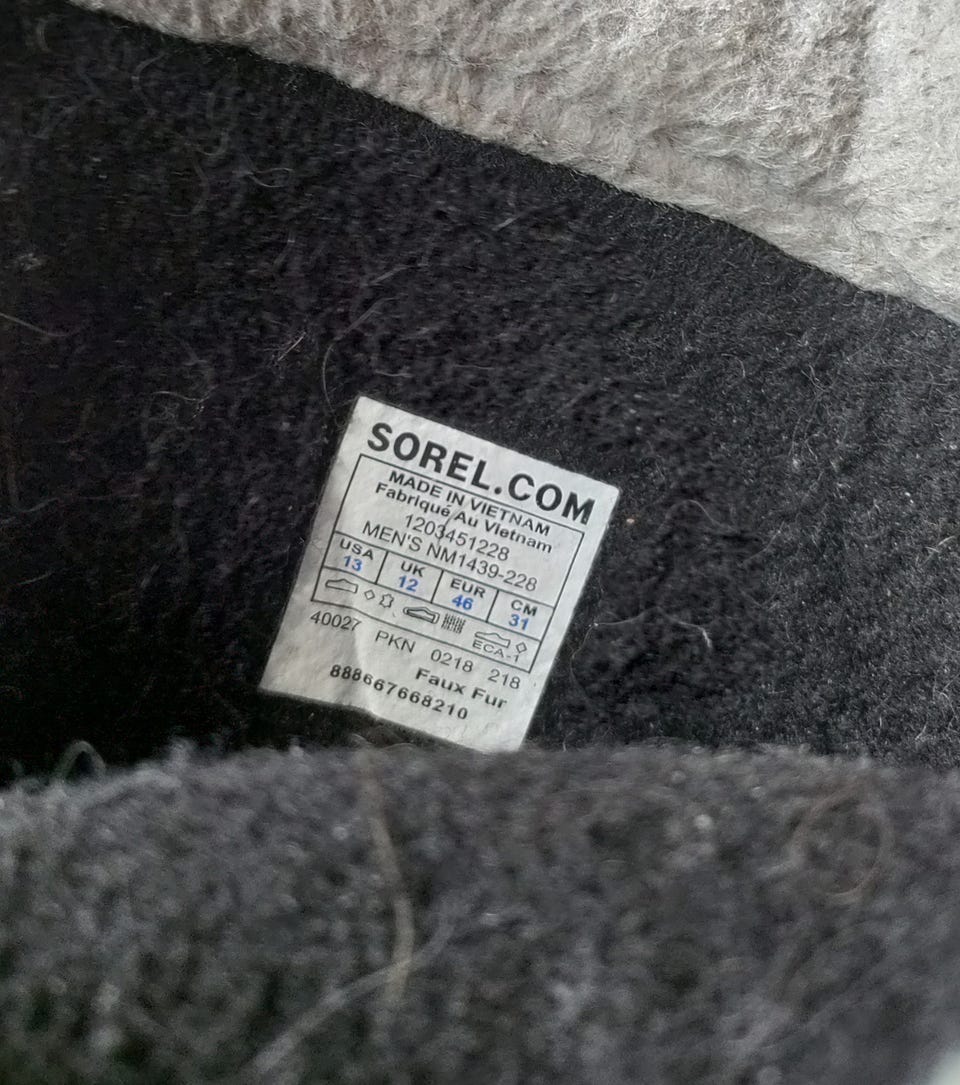 SOREL.COM
MADE IN VIETNAM
Fabriqué Au Vietnam
1203451228
MEN'S NM1439-228
USA UK EUR CM
13 12 46 31
ECA-1
40027 PKN 0218 218
Faux Fur
888667668210